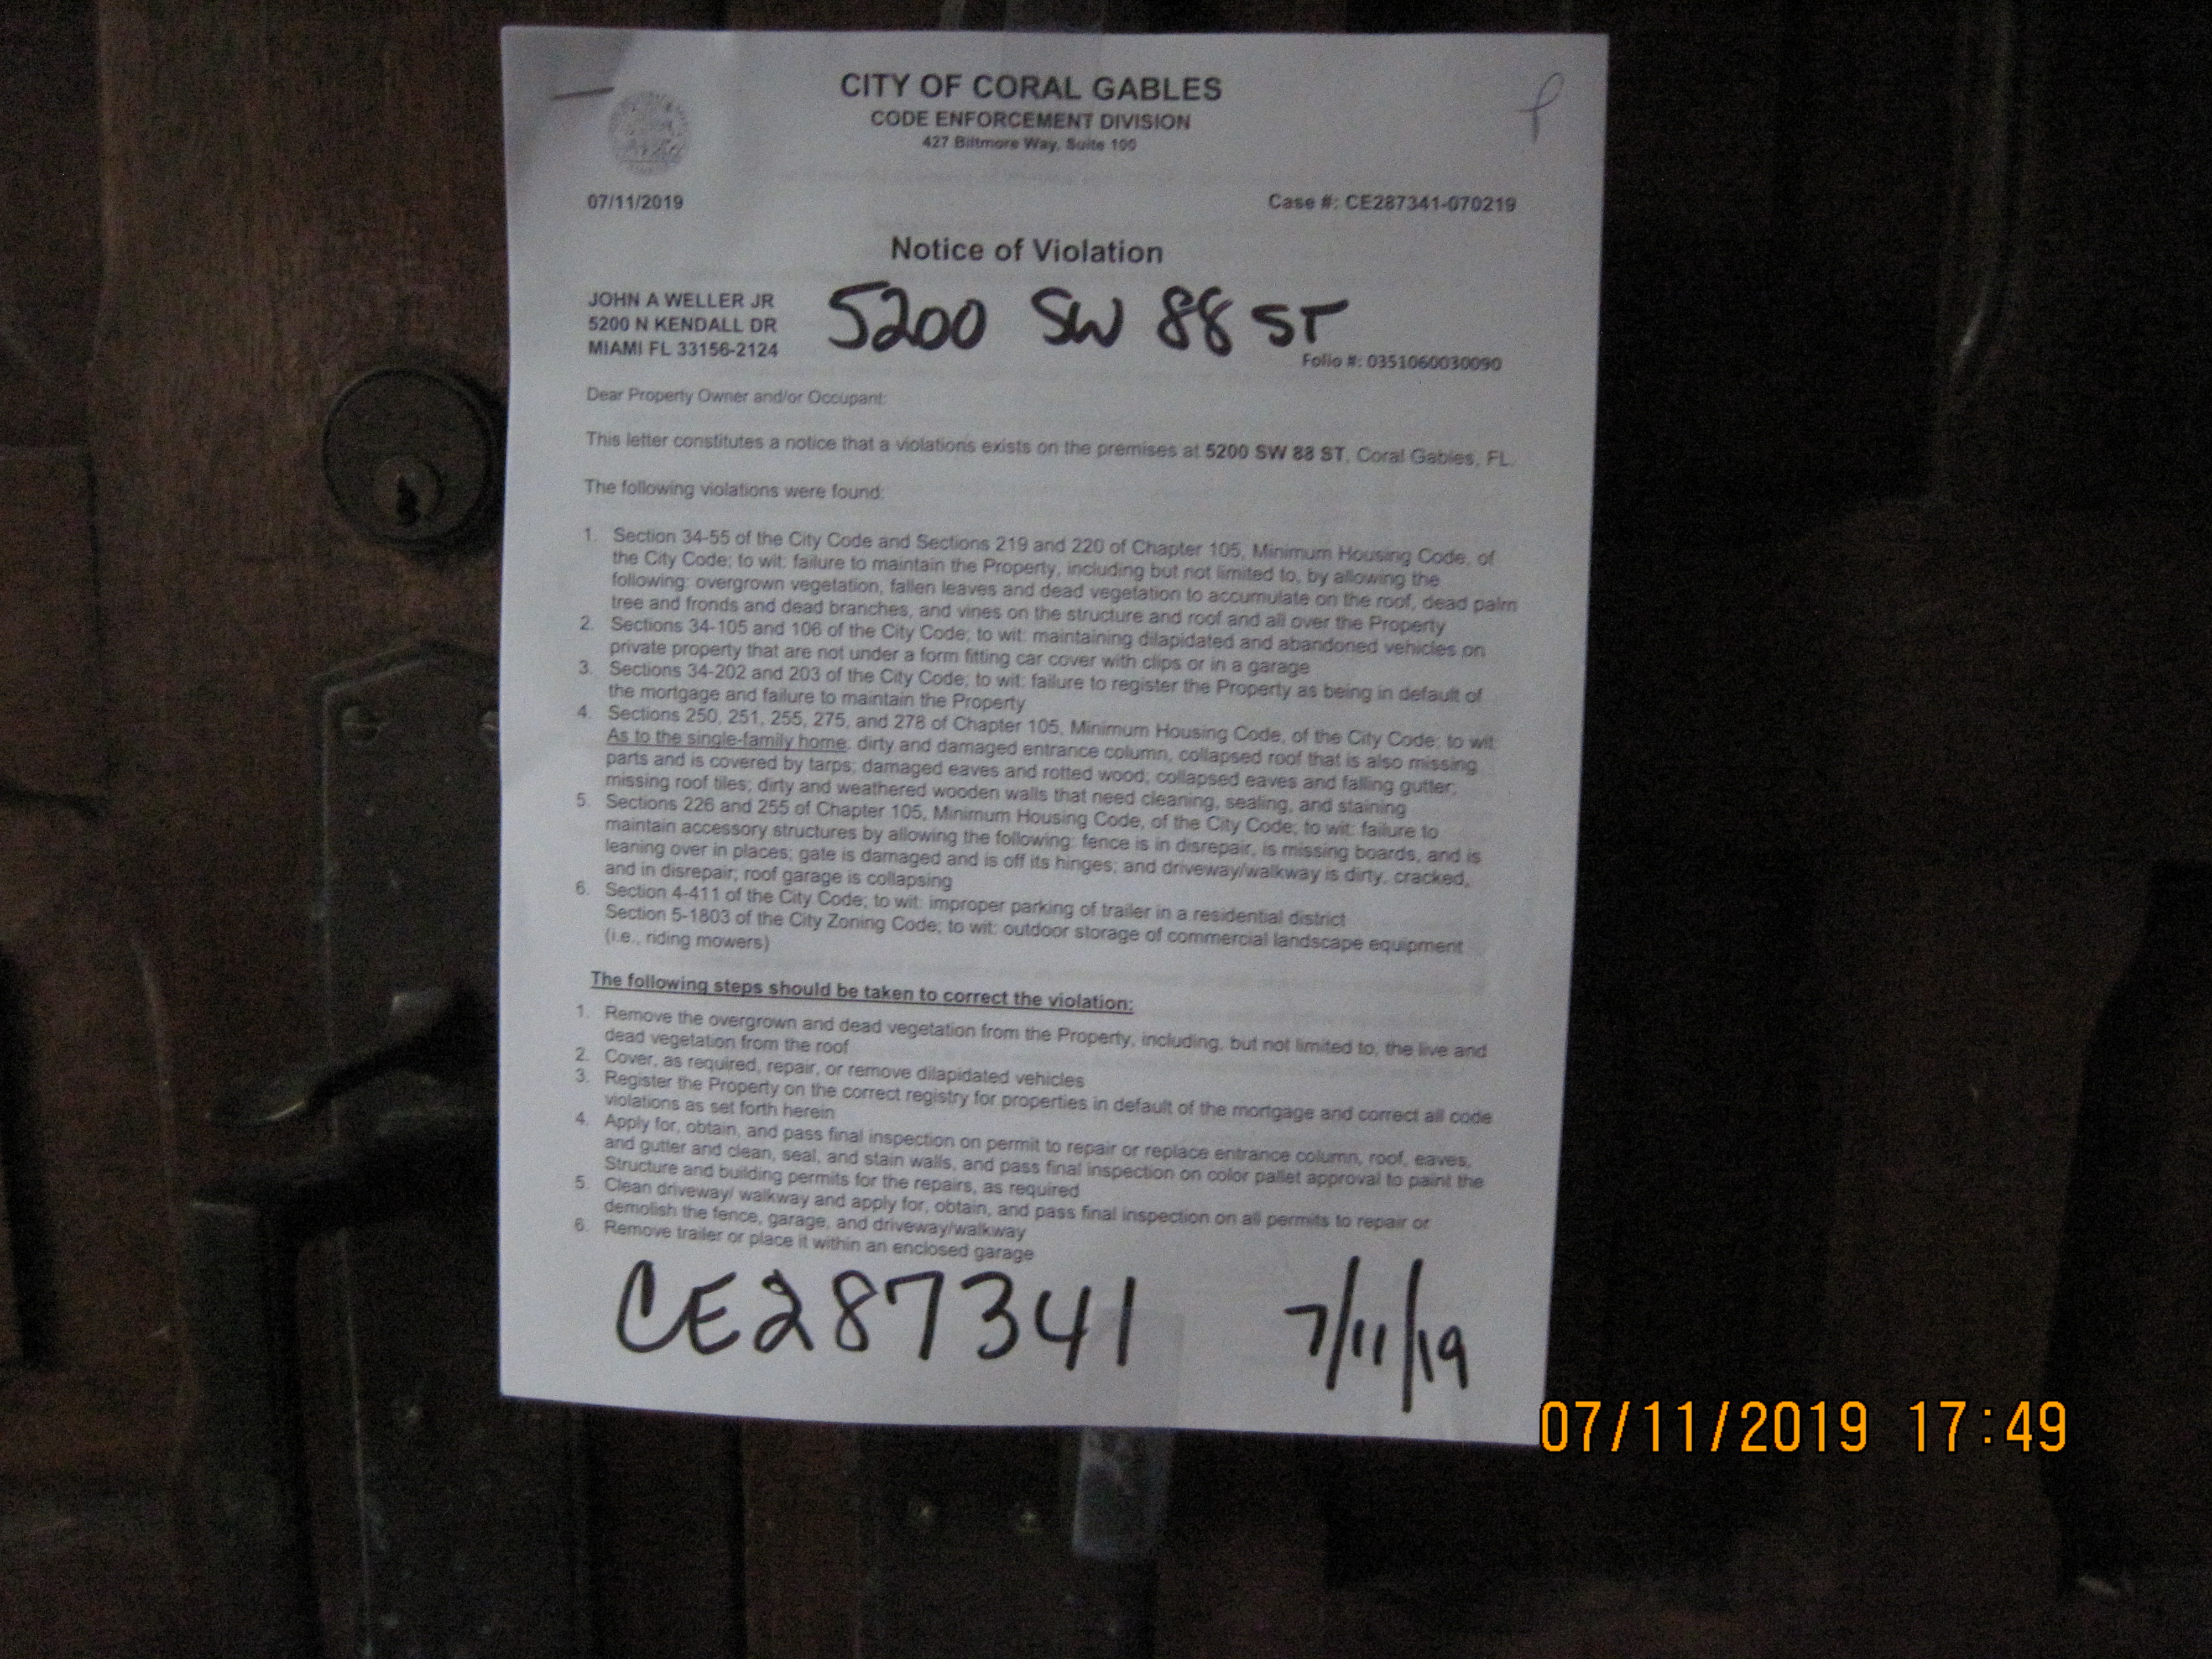 CITY OF CORAL GABLES
CODE ENFORCEMENT DIVISION
427 Biltmore Way, Suite 100
07/11/2019 Case #: CE287341-070219
Notice of Violation
JOHN A WELLER JR
5200 N KENDALL DR
MIAMI FL 33156-2124
5200 SW 88 ST
Folio #: 0351060030090
Dear Property Owner and/or Occupant:
This letter constitutes a notice that a violations exists on the premises at 5200 SW 88 ST, Coral Gables, FL.
The following violations were found:
1. Section 34-55 of the City Code and Sections 219 and 220 of Chapter 105, Minimum Housing Code, of
the City Code; to wit: failure to maintain the Property, including but not limited to, by allowing the
following: overgrown vegetation, fallen leaves and dead vegetation to accumulate on the roof, dead palm
tree and fronds and dead branches, and vines on the structure and roof and all over the Property
2. Sections 34-105 and 106 of the City Code; to wit: maintaining dilapidated and abandoned vehicles on
private property that are not under a form fitting car cover with clips or in a garage
3. Sections 34-202 and 203 of the City Code; to wit: failure to register the Property as being in default of
the mortgage and failure to maintain the Property
4. Sections 250, 251, 255, 275, and 278 of Chapter 105, Minimum Housing Code, of the City Code; to wit:
As to the single-family home: dirty and damaged entrance column, collapsed roof that is also missing
parts and is covered by tarps; damaged eaves and rotted wood; collapsed eaves and falling gutter;
missing roof tiles; dirty and weathered wooden walls that need cleaning, sealing, and staining
5. Sections 226 and 255 of Chapter 105, Minimum Housing Code, of the City Code; to wit: failure to
maintain accessory structures by allowing the following: fence is in disrepair, is missing boards, and is
leaning over in places; gate is damaged and is off its hinges; and driveway/walkway is dirty, cracked,
and in disrepair; roof garage is collapsing
6. Section 4-411 of the City Code; to wit: improper parking of trailer in a residential district
Section 5-1803 of the City Zoning Code; to wit: outdoor storage of commercial landscape equipment
(i.e., riding mowers)
The following steps should be taken to correct the violation:
1. Remove the overgrown and dead vegetation from the Property, including, but not limited to, the live and
dead vegetation from the roof
2. Cover, as required, repair, or remove dilapidated vehicles
3. Register the Property on the correct registry for properties in default of the mortgage and correct all code
violations as set forth herein
4. Apply for, obtain, and pass final inspection on permit to repair or replace entrance column, roof, eaves,
and gutter and clean, seal, and stain walls, and pass final inspection on color pallet approval to paint the
Structure and building permits for the repairs, as required
5. Clean driveway/ walkway and apply for, obtain, and pass final inspection on all permits to repair or
demolish the fence, garage, and driveway/walkway
6. Remove trailer or place it within an enclosed garage
CE287341 7/11/19
07/11/2019 17:49